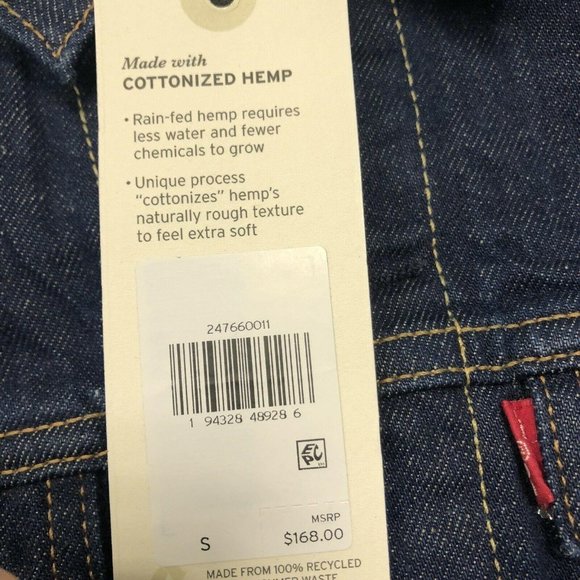 Made with
COTTONIZED HEMP
• Rain-fed hemp requires
less water and fewer
chemicals to grow
• Unique process
"cottonizes" hemp's
naturally rough texture
to feel extra soft
247660011
1 94328 48928 6
EPC
MSRP
S $168.00
MADE FROM 100% RECYCLED